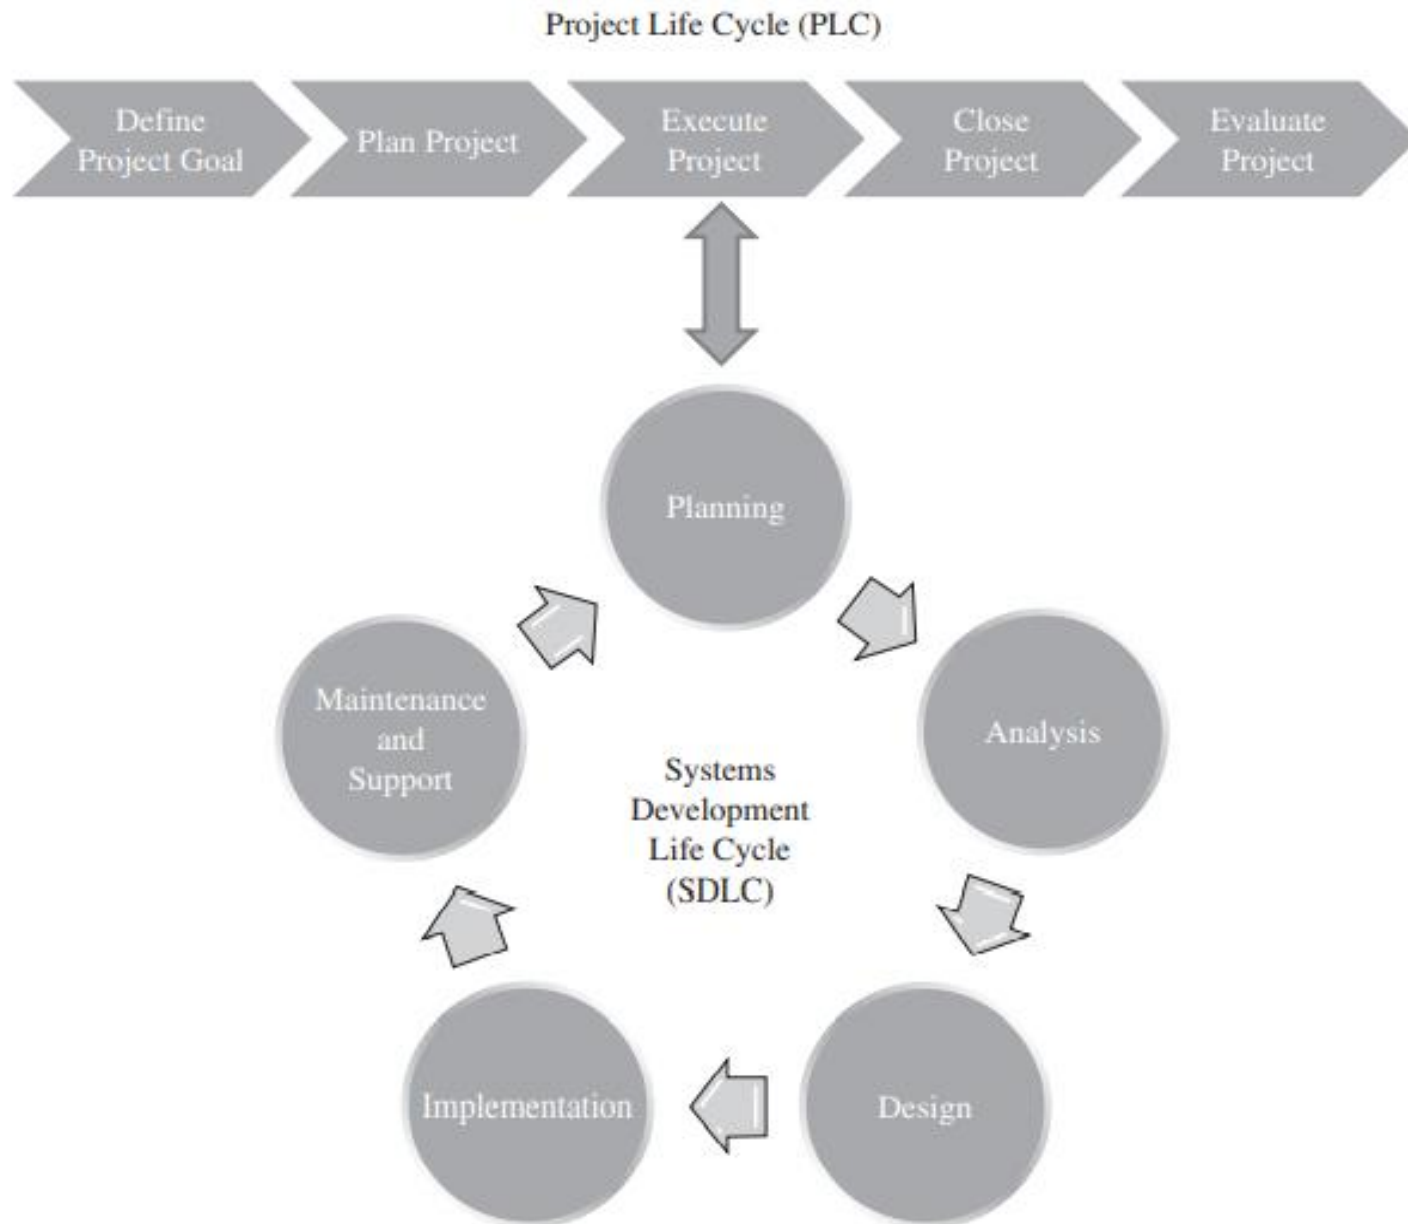 Project Life Cycle (PLC)
Define
Project Goal
Plan Project
Execute
Project
Close
Project
Evaluate
Project
Planning
Maintenance
and
Support
Analysis
Systems
Development
Life Cycle
(SDLC)
Implementation
Design